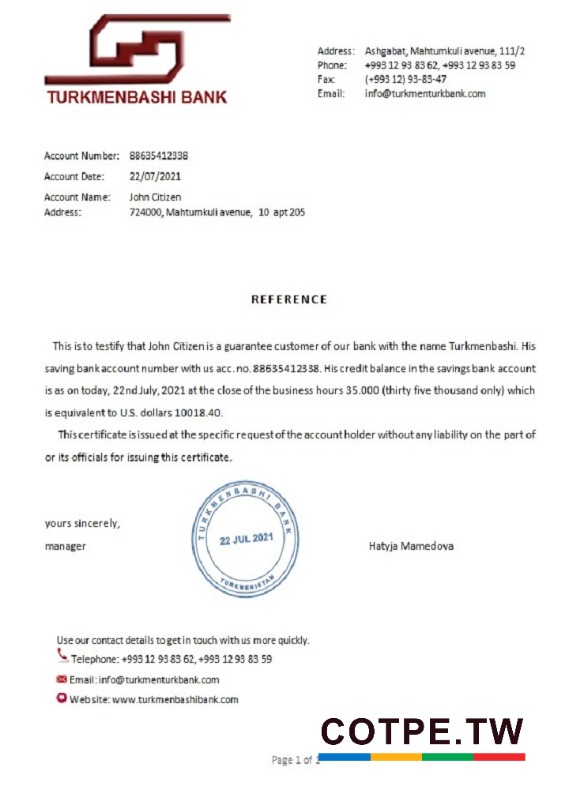 TURKMENBASHI BANK
Address: Ashgabat, Mahtumkuli avenue, 111/2
Phone: +993 12 93 83 62, +993 12 93 83 59
Fax: (+993 12) 93-83-47
Email: info@turkmenturkbank.com
Account Number: 88635412338
Account Date: 22/07/2021
Account Name: John Citizen
Address: 724000, Mahtumkuli avenue, 10 apt 205
REFERENCE
This is to testify that John Citizen is a guarantee customer of our bank with the name Turkmenbashi. His
saving bank account number with us acc. no. 88635412338. His credit balance in the savings bank account
is as on today, 22nd July, 2021 at the close of the business hours 35.000 (thirty five thousand only) which
is equivalent to U.S. dollars 10018.40.
This certificate is issued at the specific request of the account holder without any liability on the part of
or its officials for issuing this certificate.
yours sincerely,
manager
TURKMENBASHI BANK
22 JUL 2021
TURKMENISTAN
Hatyja Mamedova
Use our contact details to get in touch with us more quickly.
Telephone: +993 12 93 83 62, +993 12 93 83 59
Email: info@turkmenturkbank.com
Web site: www.turkmenbashibank.com
COTPE.TW
Page 1 of 1